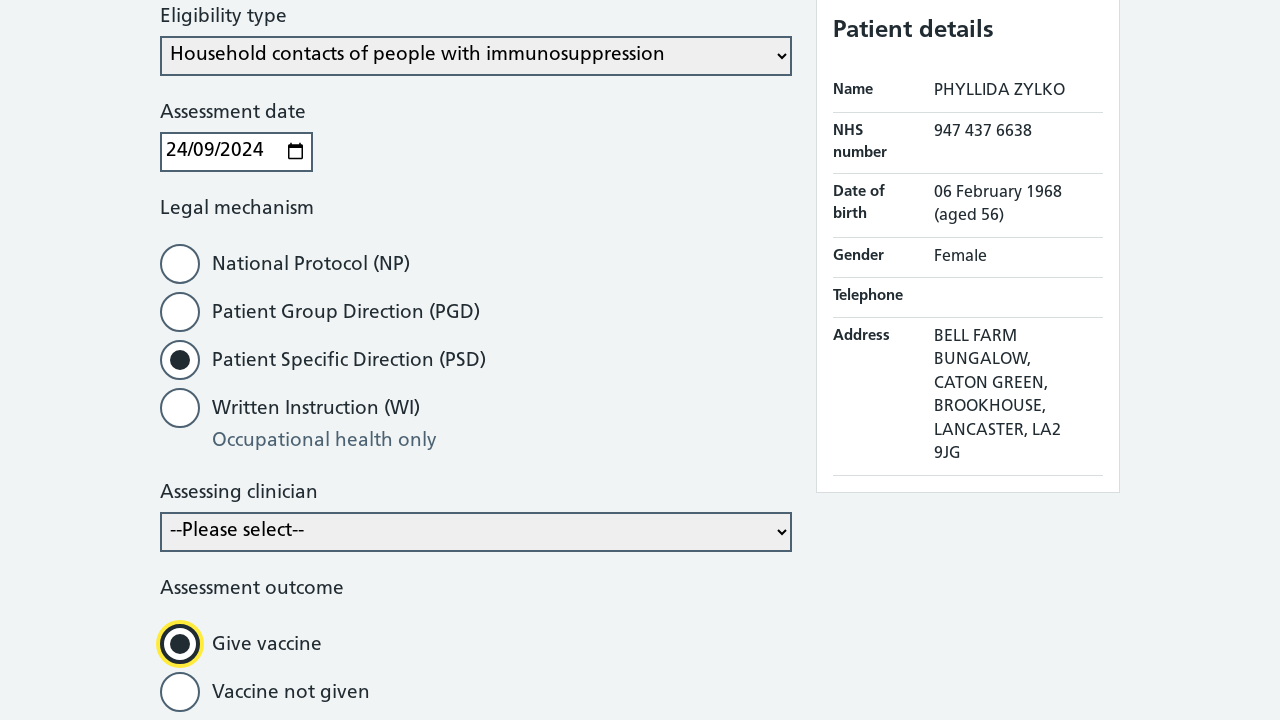 Eligibility type
Household contacts of people with immunosuppression
Assessment date
24/09/2024
Legal mechanism
National Protocol (NP)
Patient Group Direction (PGD)
Patient Specific Direction (PSD)
Written Instruction (WI)
Occupational health only
Assessing clinician
--Please select--
Assessment outcome
Give vaccine
Vaccine not given
Patient details
Name PHYLLIDA ZYLKO
NHS number 947 437 6638
Date of birth 06 February 1968 (aged 56)
Gender Female
Telephone
Address BELL FARM
BUNGALOW,
CATON GREEN,
BROOKHOUSE,
LANCASTER, LA2
9JG